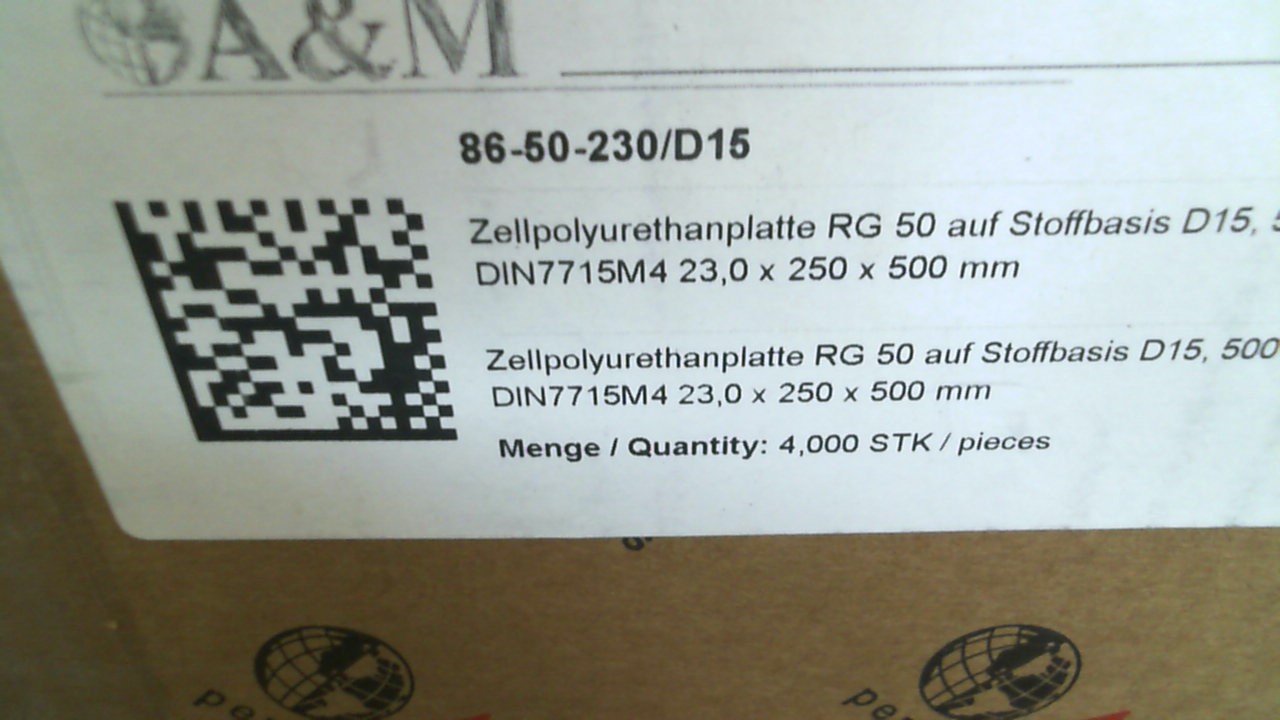 A&M
86-50-230/D15
Zellpolyurethanplatte RG 50 auf Stoffbasis D15,
DIN7715M4 23,0 x 250 x 500 mm
Zellpolyurethanplatte RG 50 auf Stoffbasis D15, 500
DIN7715M4 23,0 x 250 x 500 mm
Menge / Quantity: 4,000 STK / pieces